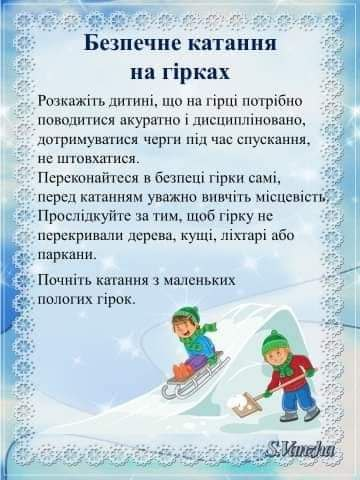 Безпечне катання
на гірках
Розкажіть дитині, що на гірці потрібно
поводитися акуратно і дисципліновано,
дотримуватися черги під час спускання,
не штовхатися.
Переконайтеся в безпеці гірки самі,
перед катанням уважно вивчіть місцевість.
Прослідкуйте за тим, щоб гірку не
перекривали дерева, кущі, ліхтарі або
паркани.
Почніть катання з маленьких
пологих гірок.
S.Vanzha